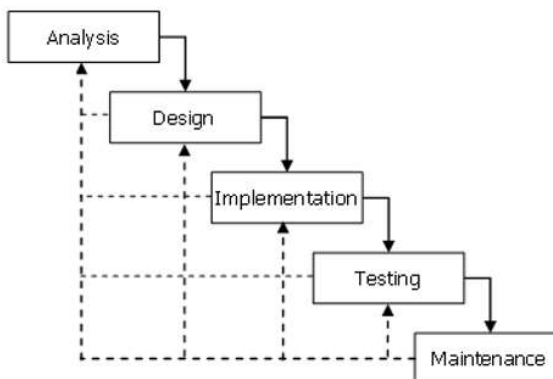 Analysis
Design
Implementation
Testing
Maintenance